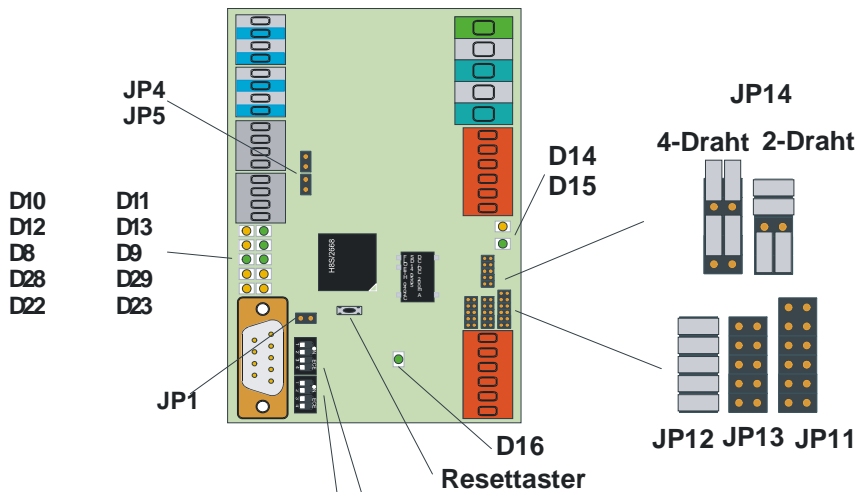 JP4
JP5
JP14
4-Draht 2-Draht
D14
D15
D10 D11
D12 D13
D8 D9
D28 D29
D22 D23
H8S/2668
JP1
D16
Resettaster
JP12 JP13 JP11